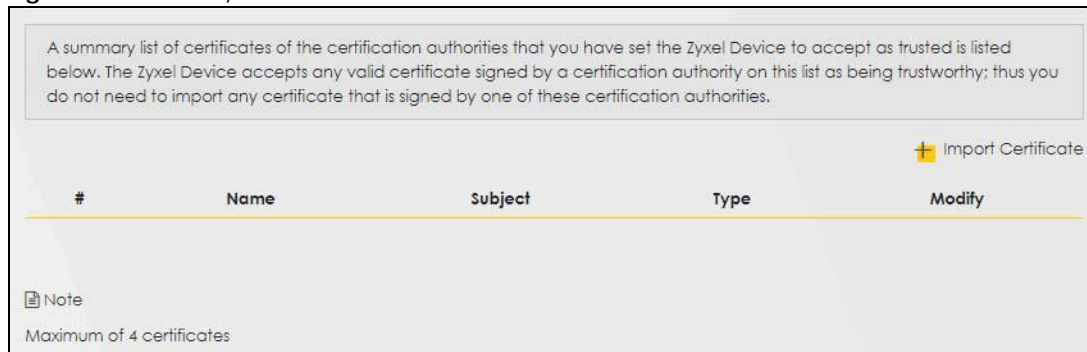 A summary list of certificates of the certification authorities that you have set the Zyxel Device to accept as trusted is listed
below. The Zyxel Device accepts any valid certificate signed by a certification authority on this list as being trustworthy; thus you
do not need to import any certificate that is signed by one of these certification authorities.
+ Import Certificate
# Name Subject Type Modify
Note
Maximum of 4 certificates